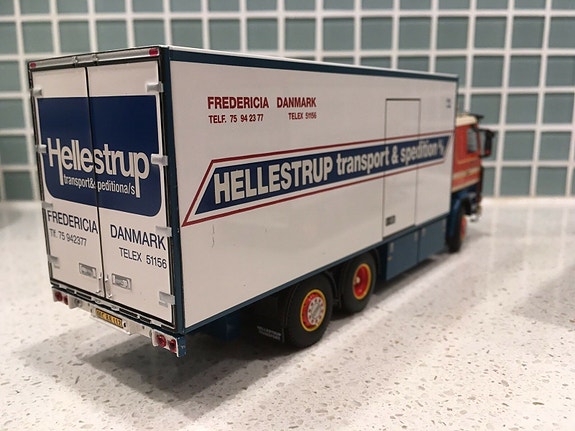 Hellestrup
transport & spedition a/s
FREDERICIA DANMARK
Tlf. 75 942377
TELEX 51156
FREDERICIA DANMARK
TELF. 75 94 23 77 TELEX 51156
HELLESTRUP transport & spedition a/s